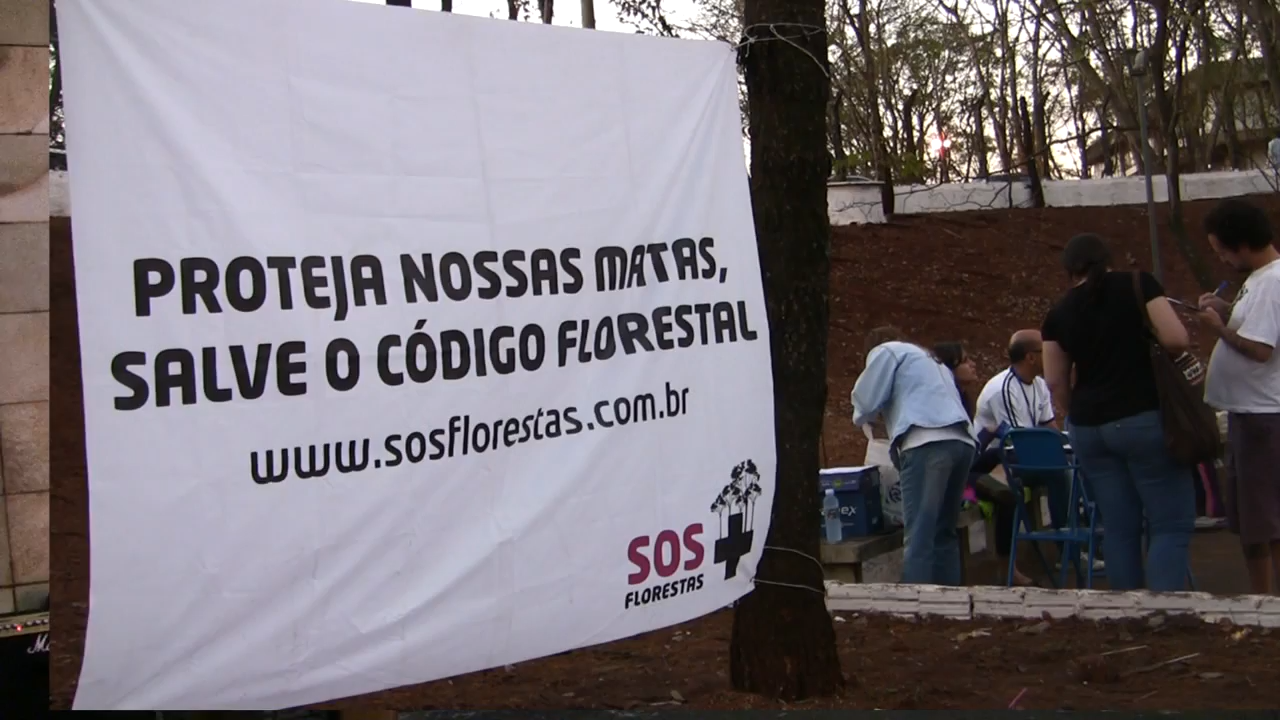 PROTEJA NOSSAS MATAS,
SALVE O CÓDIGO FLORESTAL
www.sosflorestas.com.br
SOS
FLORESTAS